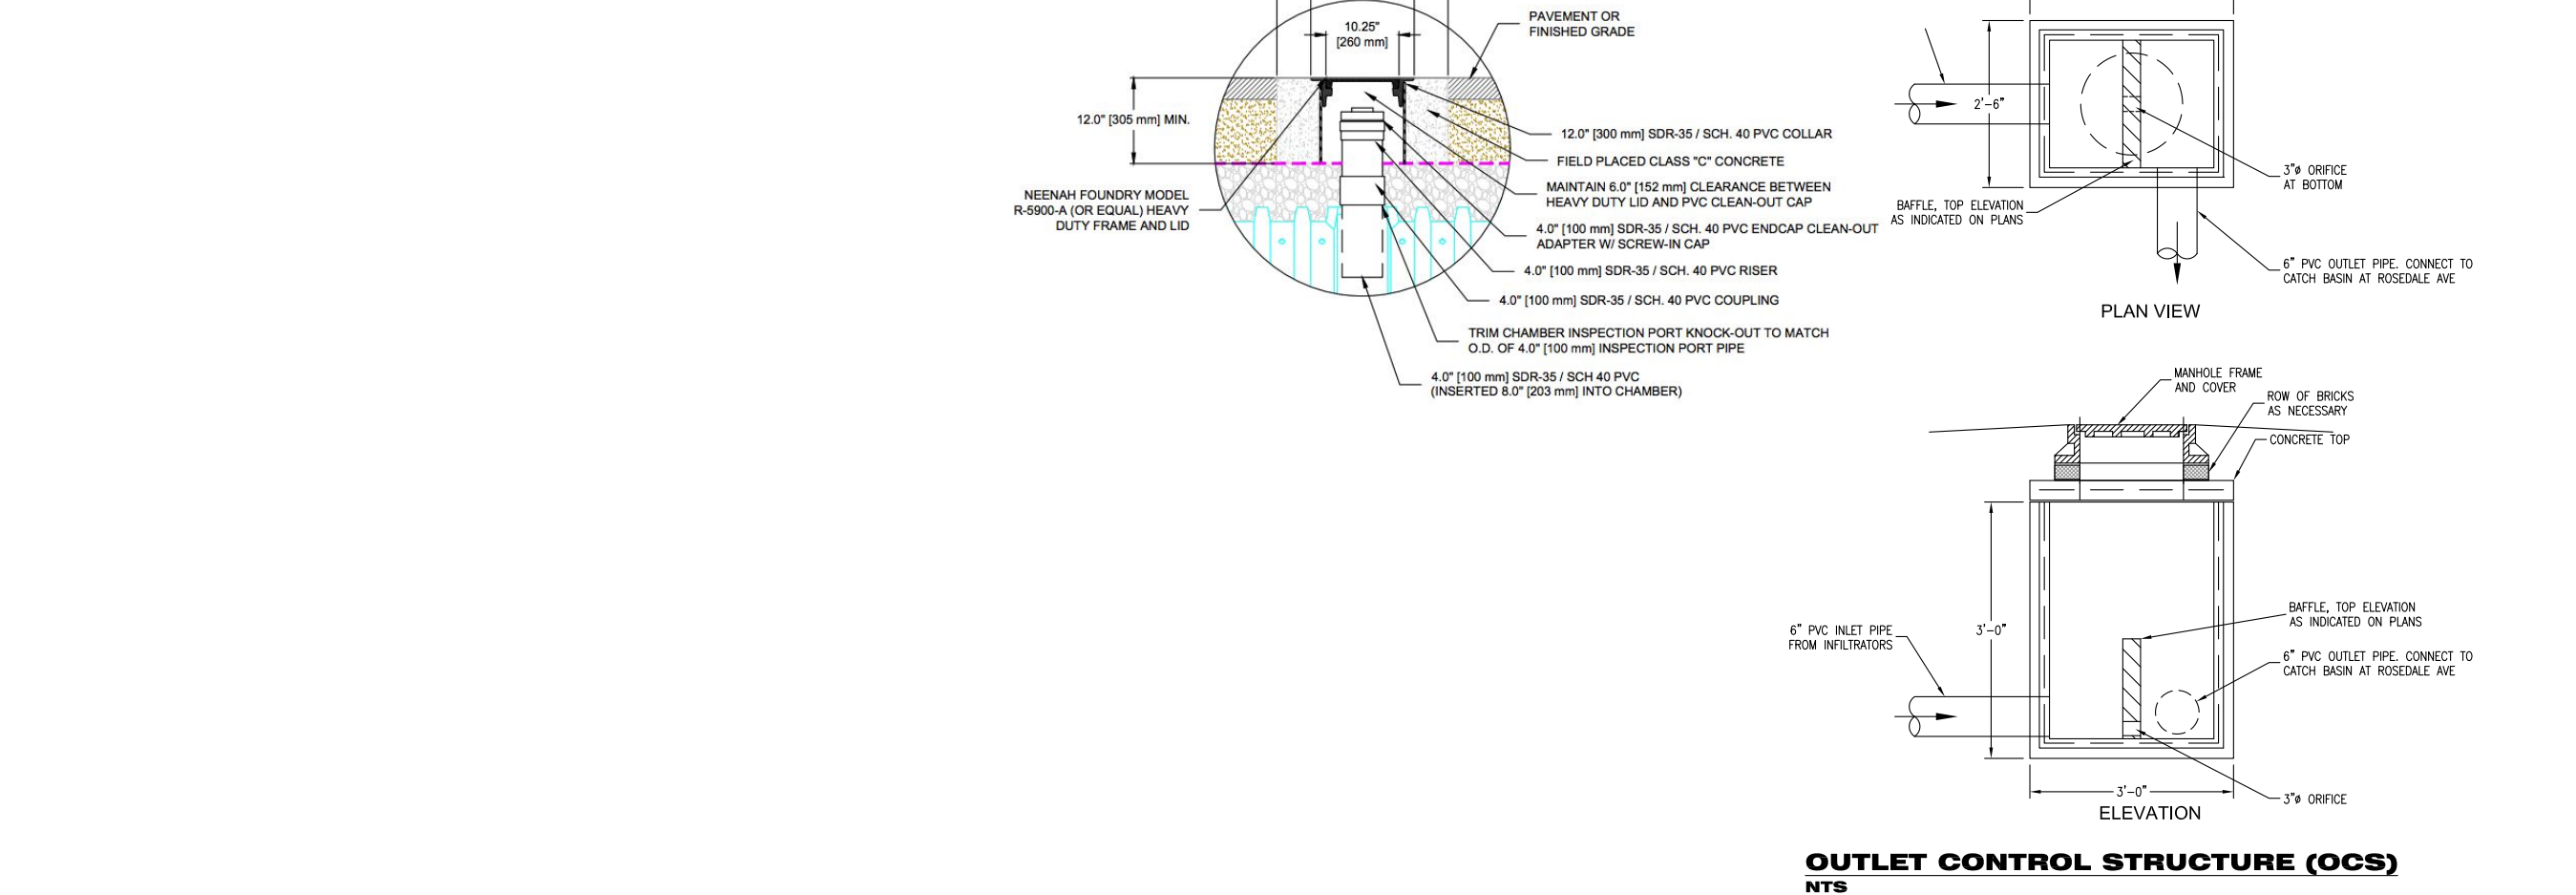 10.25"
[260 mm]
PAVEMENT OR
FINISHED GRADE
12.0" [305 mm] MIN.
12.0" [300 mm] SDR-35 / SCH. 40 PVC COLLAR
FIELD PLACED CLASS "C" CONCRETE
MAINTAIN 6.0" [152 mm] CLEARANCE BETWEEN
HEAVY DUTY LID AND PVC CLEAN-OUT CAP
NEENAH FOUNDRY MODEL
R-5900-A (OR EQUAL) HEAVY
DUTY FRAME AND LID
4.0" [100 mm] SDR-35 / SCH. 40 PVC ENDCAP CLEAN-OUT
ADAPTER W/ SCREW-IN CAP
4.0" [100 mm] SDR-35 / SCH. 40 PVC RISER
4.0" [100 mm] SDR-35 / SCH. 40 PVC COUPLING
TRIM CHAMBER INSPECTION PORT KNOCK-OUT TO MATCH
O.D. OF 4.0" [100 mm] INSPECTION PORT PIPE
4.0" [100 mm] SDR-35 / SCH 40 PVC
(INSERTED 8.0" [203 mm] INTO CHAMBER)
2'-6"
3"ø ORIFICE
AT BOTTOM
BAFFLE, TOP ELEVATION
AS INDICATED ON PLANS
6" PVC OUTLET PIPE. CONNECT TO
CATCH BASIN AT ROSEDALE AVE
PLAN VIEW
MANHOLE FRAME
AND COVER
ROW OF BRICKS
AS NECESSARY
CONCRETE TOP
BAFFLE, TOP ELEVATION
AS INDICATED ON PLANS
6" PVC INLET PIPE
FROM INFILTRATORS
3'-0"
6" PVC OUTLET PIPE. CONNECT TO
CATCH BASIN AT ROSEDALE AVE
3'-0"
3"ø ORIFICE
ELEVATION
OUTLET CONTROL STRUCTURE (OCS)
NTS